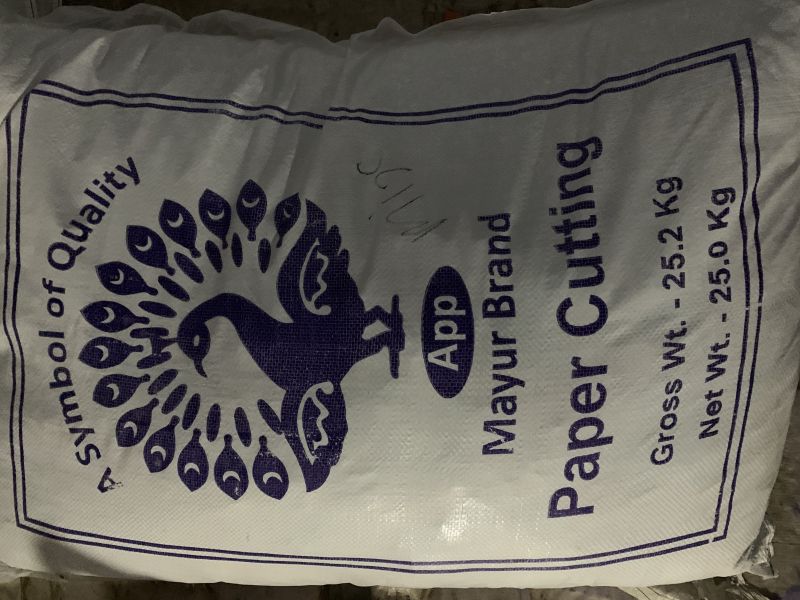 A Symbol of Quality
App
Mayur Brand
Paper Cutting
Gross Wt. - 25.2 Kg
Net Wt. - 25.0 Kg